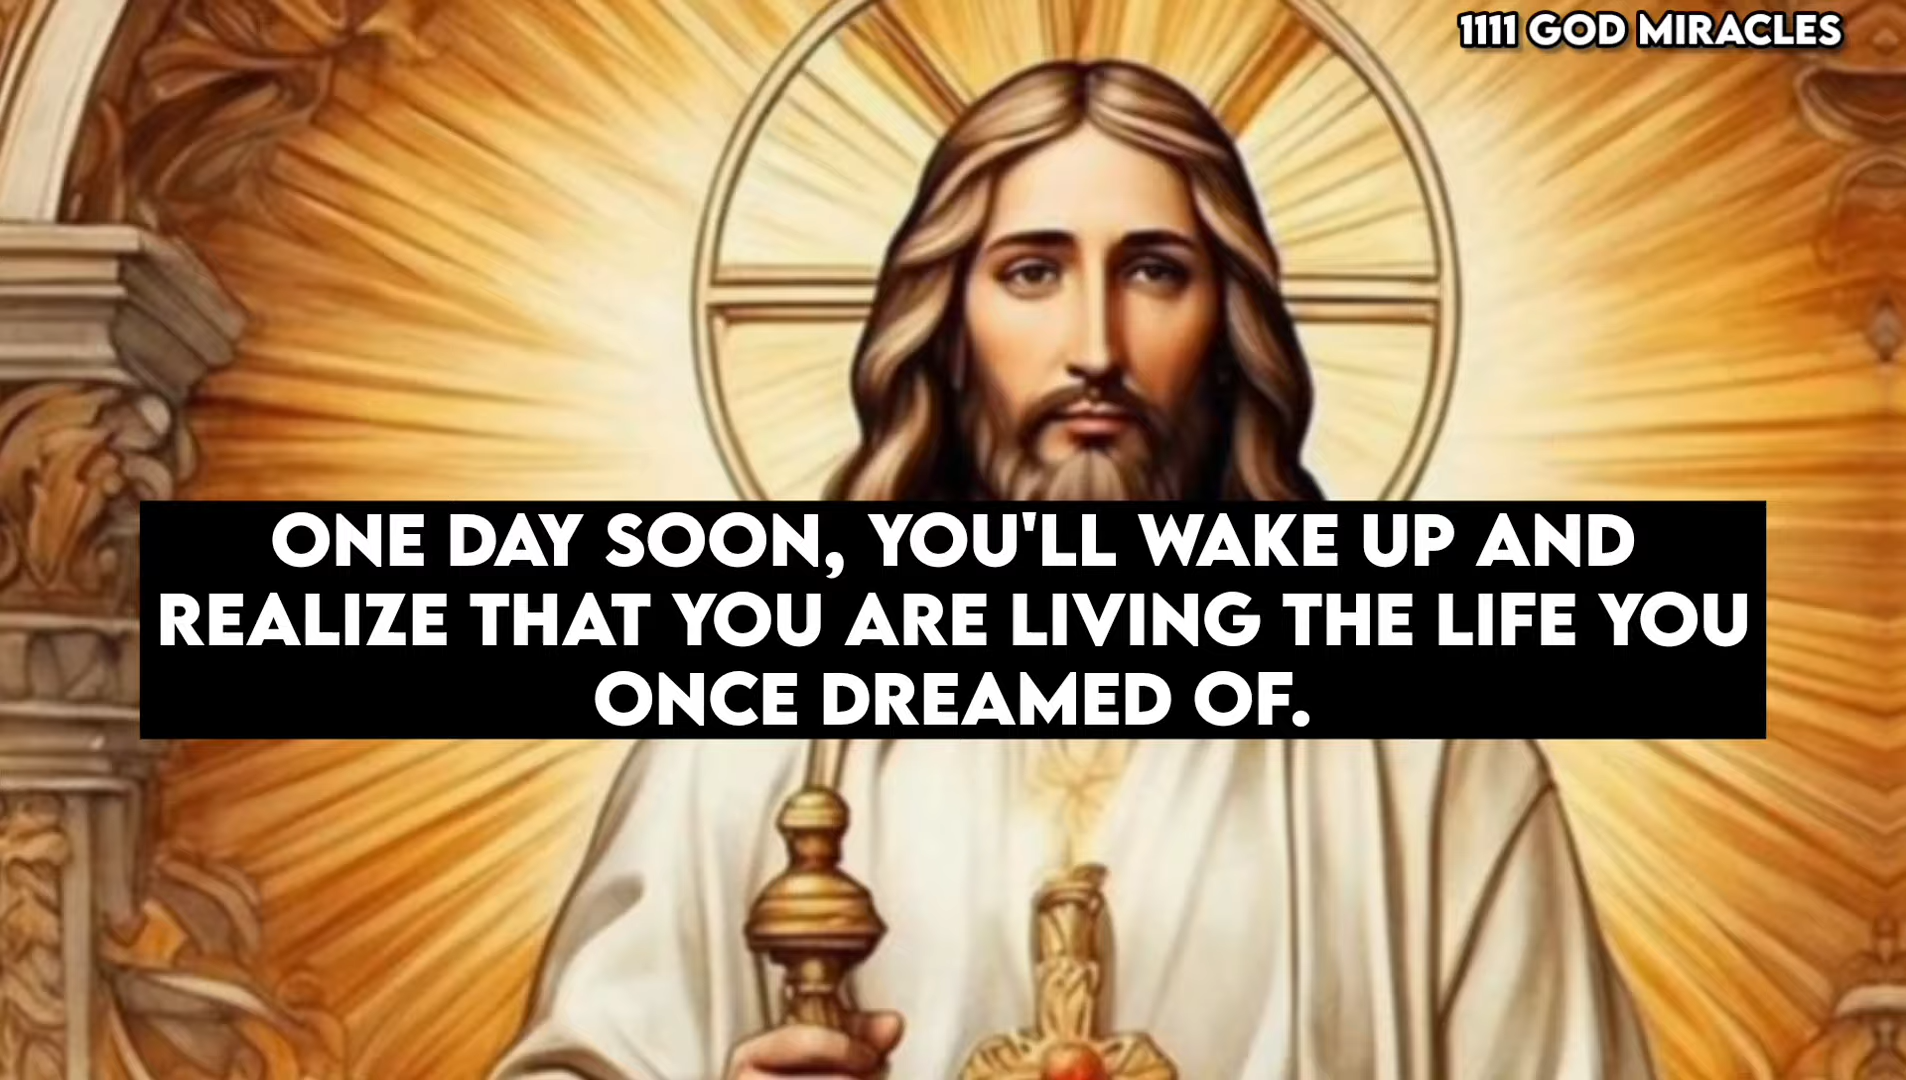 1111 GOD MIRACLES
ONE DAY SOON, YOU'LL WAKE UP AND
REALIZE THAT YOU ARE LIVING THE LIFE YOU
ONCE DREAMED OF.